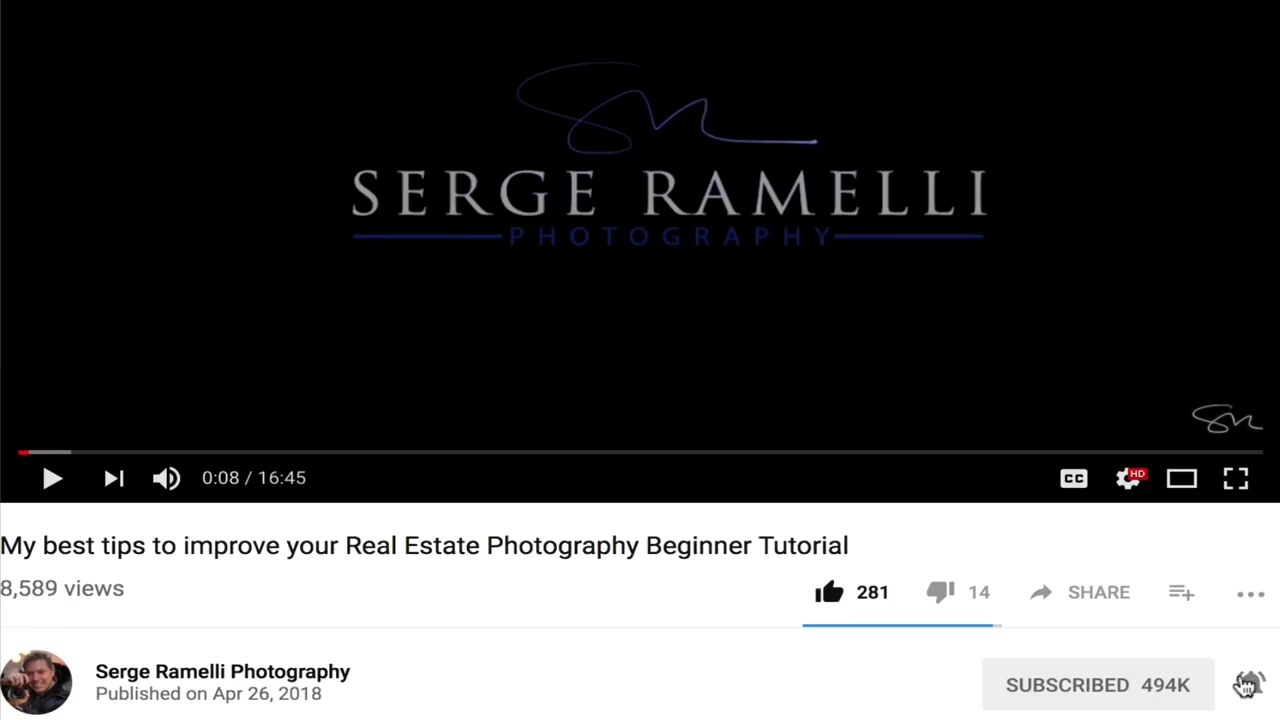 SERGE RAMELLI
PHOTOGRAPHY
0:08 / 16:45
CC
HD
My best tips to improve your Real Estate Photography Beginner Tutorial
8,589 views
281
14
SHARE
Serge Ramelli Photography
Published on Apr 26, 2018
SUBSCRIBED 494K